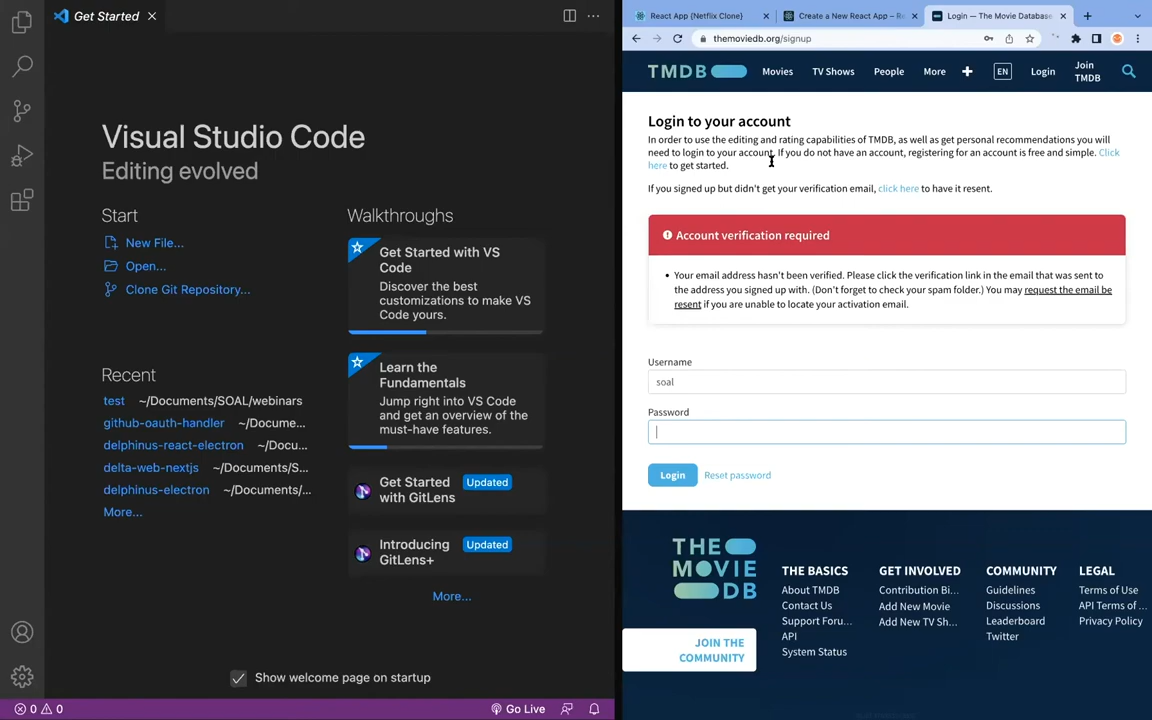 Get Started
Visual Studio Code
Editing evolved
Start
New File...
Open...
Clone Git Repository...
Recent
test ~/Documents/SOAL/webinars
github-oauth-handler ~/Docume...
delphinus-react-electron ~/Docu...
delta-web-nextjs ~/Documents/S...
delphinus-electron ~/Documents/...
More...
Walkthroughs
Get Started with VS
Code
Discover the best
customizations to make VS
Code yours.
Learn the
Fundamentals
Jump right into VS Code
and get an overview of the
must-have features.
Get Started Updated
with GitLens
Introducing Updated
GitLens+
More...
Show welcome page on startup
0 0
Go Live
React App {Netflix Clone}
Create a New React App – Re
Login — The Movie Database
themoviedb.org/signup
TMDB Movies TV Shows People More EN Login Join
TMDB
Login to your account
In order to use the editing and rating capabilities of TMDB, as well as get personal recommendations you will
need to login to your account. If you do not have an account, registering for an account is free and simple. Click
here to get started.
If you signed up but didn't get your verification email, click here to have it resent.
Account verification required
• Your email address hasn't been verified. Please click the verification link in the email that was sent to
the address you signed up with. (Don't forget to check your spam folder.) You may request the email be
resent if you are unable to locate your activation email.
Username
soal
Password
Login Reset password
THE
MOVIE
DB
JOIN THE
COMMUNITY
THE BASICS
About TMDB
Contact Us
Support Foru...
API
System Status
GET INVOLVED
Contribution Bi...
Add New Movie
Add New TV Sh...
COMMUNITY
Guidelines
Discussions
Leaderboard
Twitter
LEGAL
Terms of Use
API Terms of ...
Privacy Policy